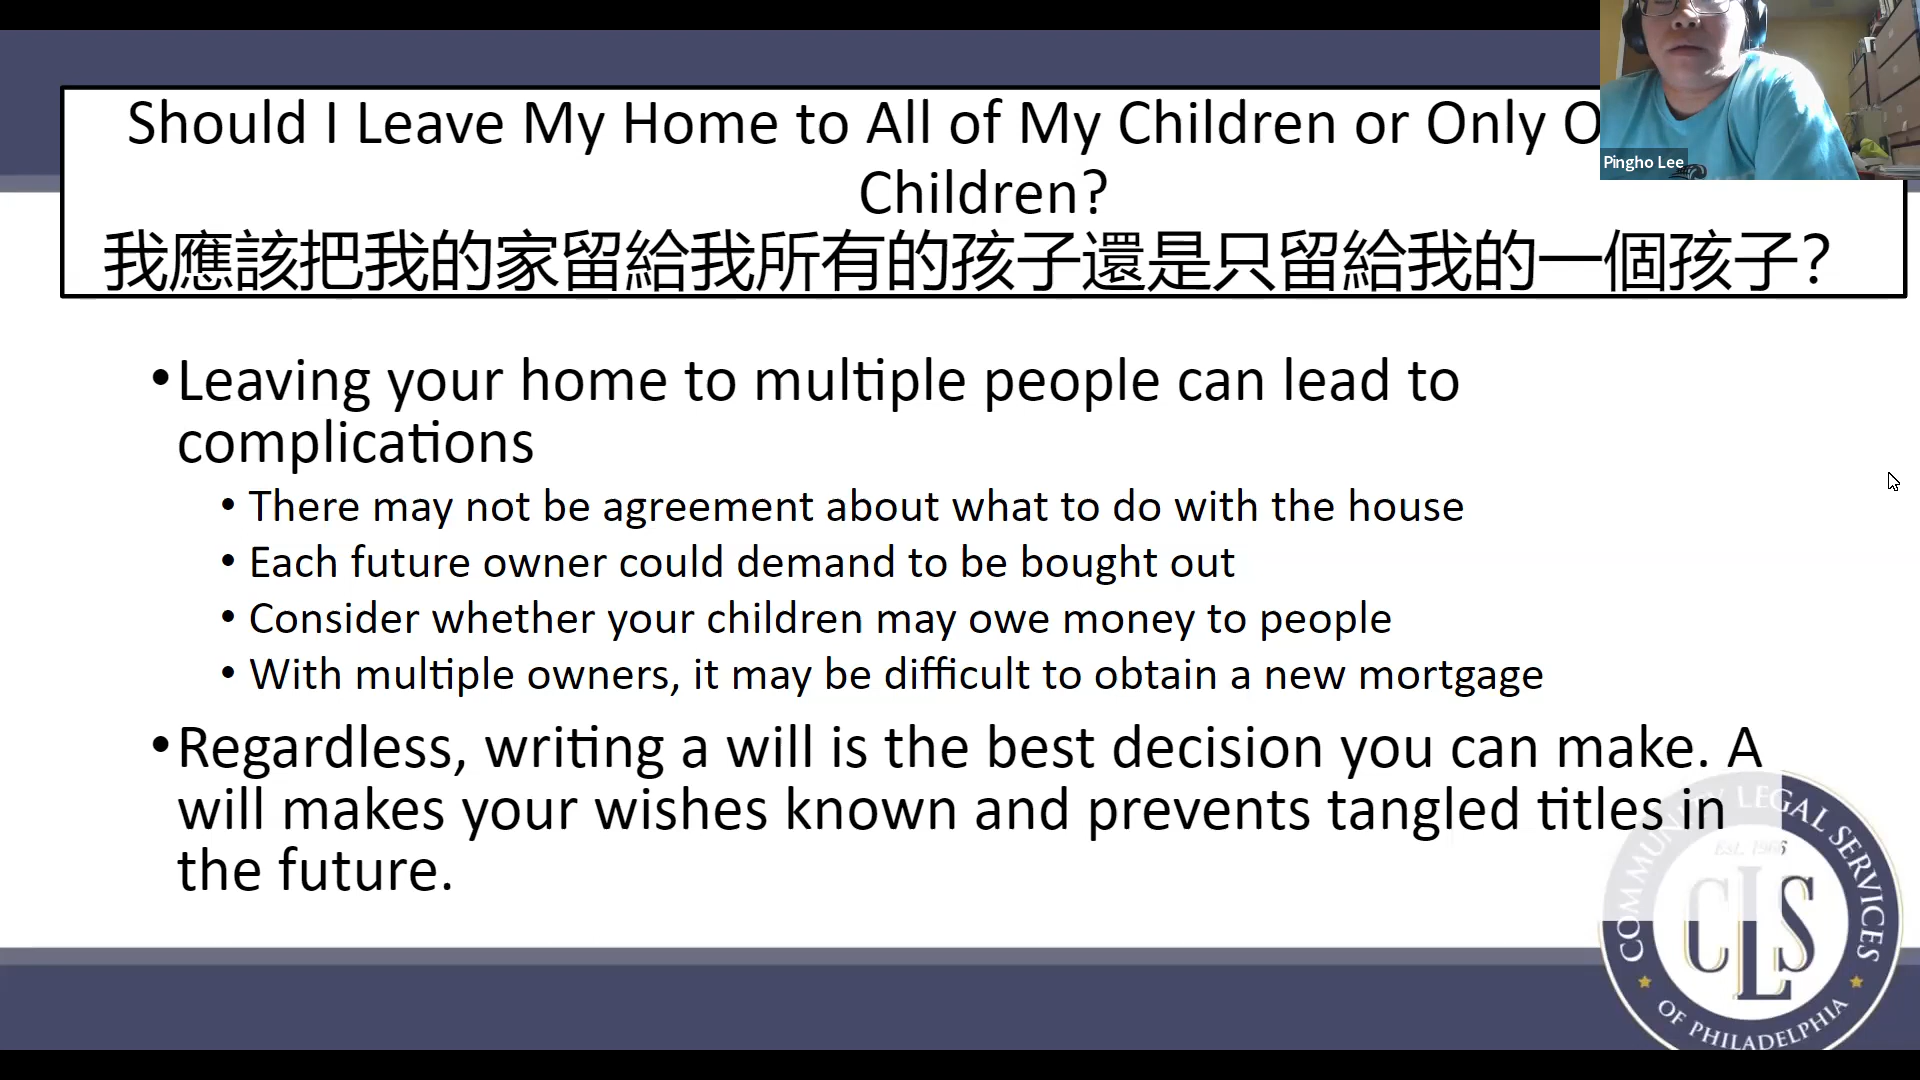 Should I Leave My Home to All of My Children or Only O
Children?
我應該把我的家留給我所有的孩子還是只留給我的一個孩子?
Pingho Lee
•Leaving your home to multiple people can lead to
complications
• There may not be agreement about what to do with the house
• Each future owner could demand to be bought out
• Consider whether your children may owe money to people
• With multiple owners, it may be difficult to obtain a new mortgage
•Regardless, writing a will is the best decision you can make. A
will makes your wishes known and prevents tangled titles in
the future.
COMMUNITY LEGAL SERVICES
Est. 1966
CLS
OF PHILADELPHIA